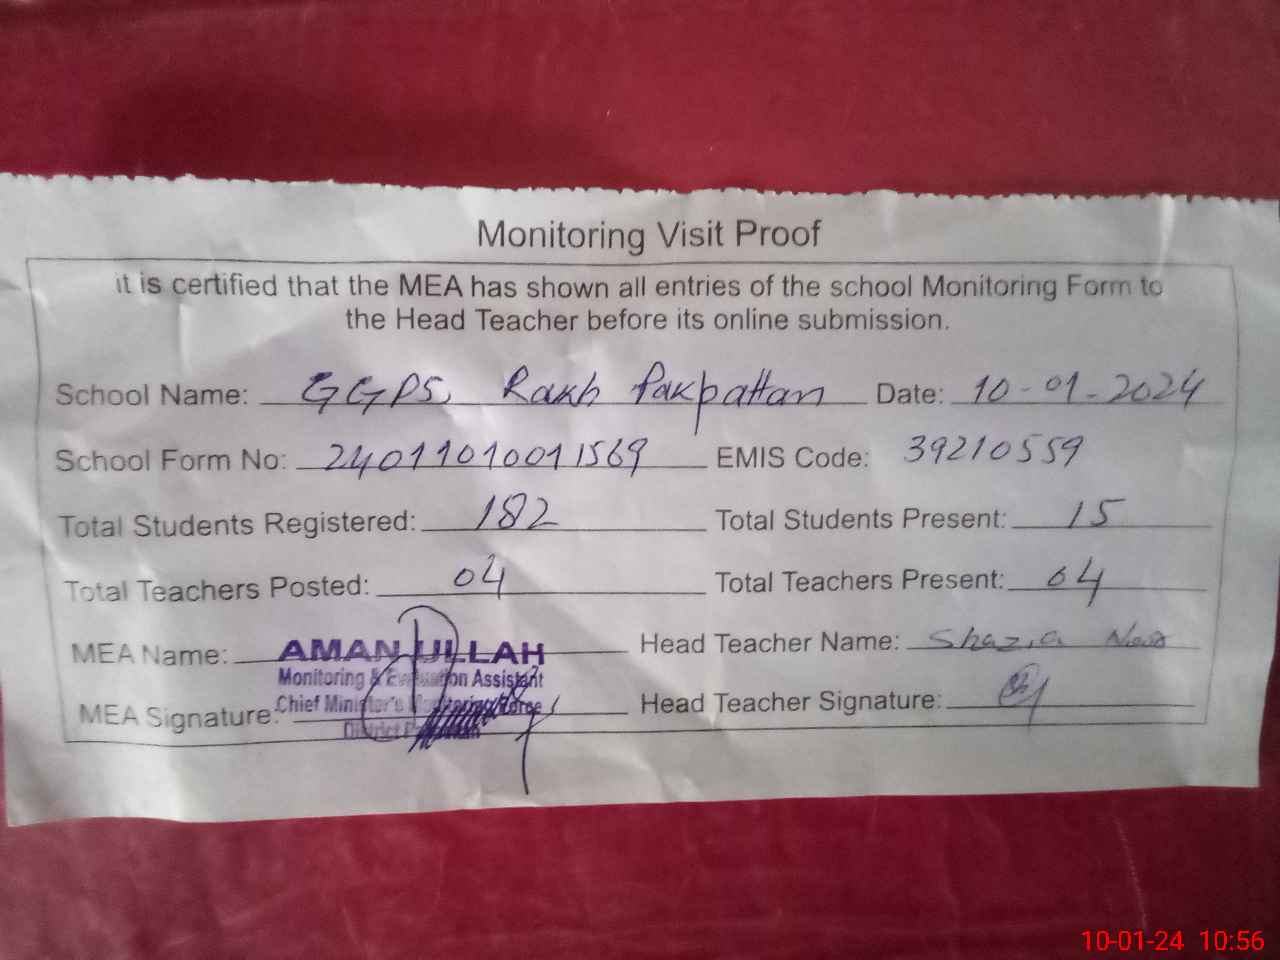 Monitoring Visit Proof
it is certified that the MEA has shown all entries of the school Monitoring Form to
the Head Teacher before its online submission.
School Name: GGPS, Rakh Pakpattan Date: 10-01-2024
School Form No: 24011010011569 EMIS Code: 39210559
Total Students Registered: 182 Total Students Present: 15
Total Teachers Posted: 04 Total Teachers Present: 04
MEA Name: AMAN ULLAH Head Teacher Name: Shazia
Monitoring & Evaluation Assistant
MEA Signature: Chief Minister's Monitoring Force Head Teacher Signature:
District
10-01-24 10:56